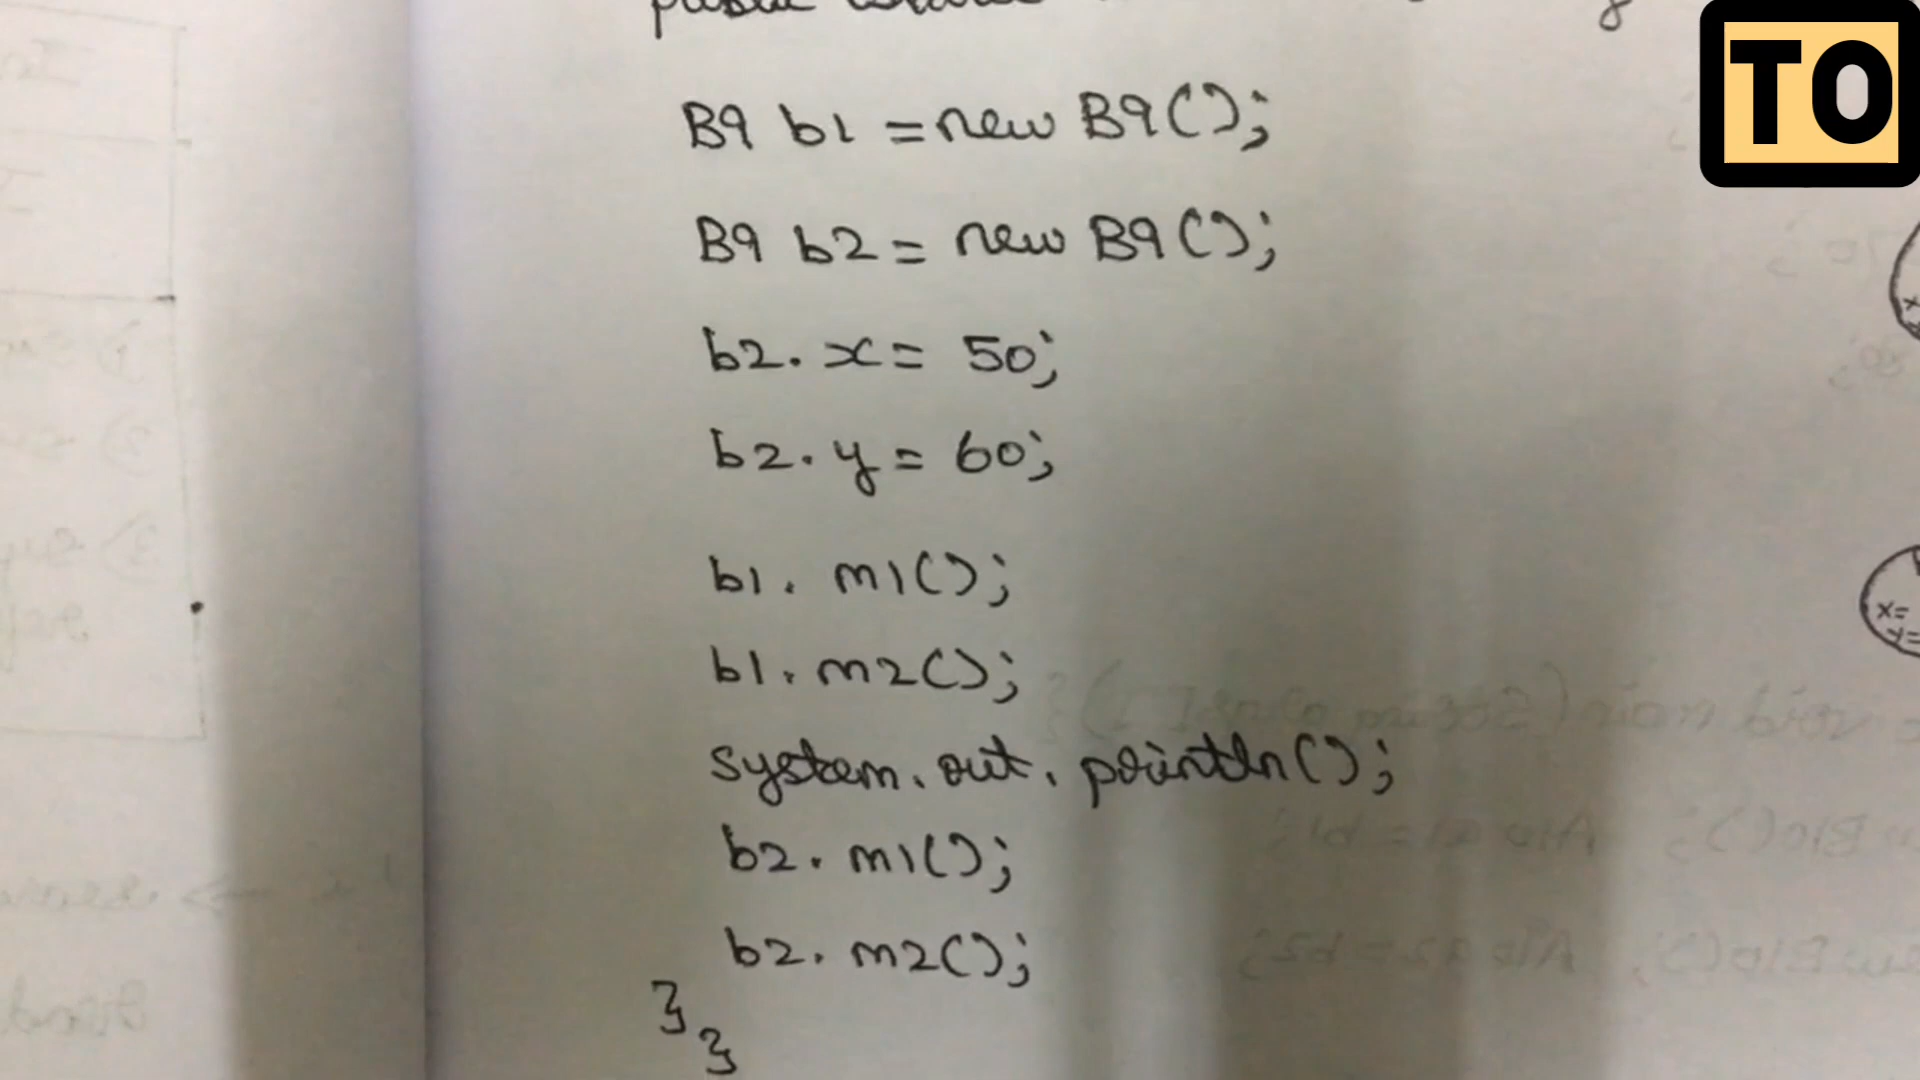 TO
B9 b1 = new B9();
B9 b2 = new B9();
b2.x = 50;
b2.y = 60;
b1.m1();
b1.m2();
system.out.println();
b2.m1();
b2.m2();
}
}
x=
y=